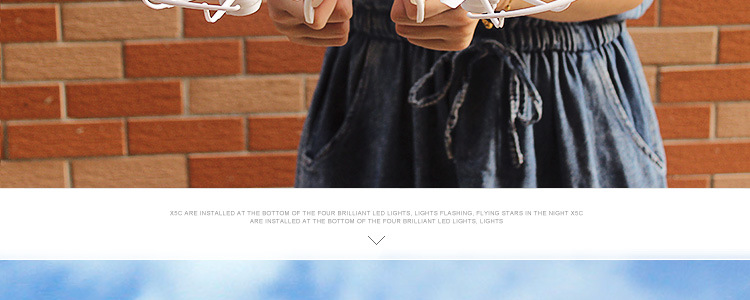 X5C ARE INSTALLED AT THE BOTTOM OF THE FOUR BRILLIANT LED LIGHTS, LIGHTS FLASHING, FLYING STARS IN THE NIGHT X5C
ARE INSTALLED AT THE BOTTOM OF THE FOUR BRILLIANT LED LIGHTS, LIGHTS